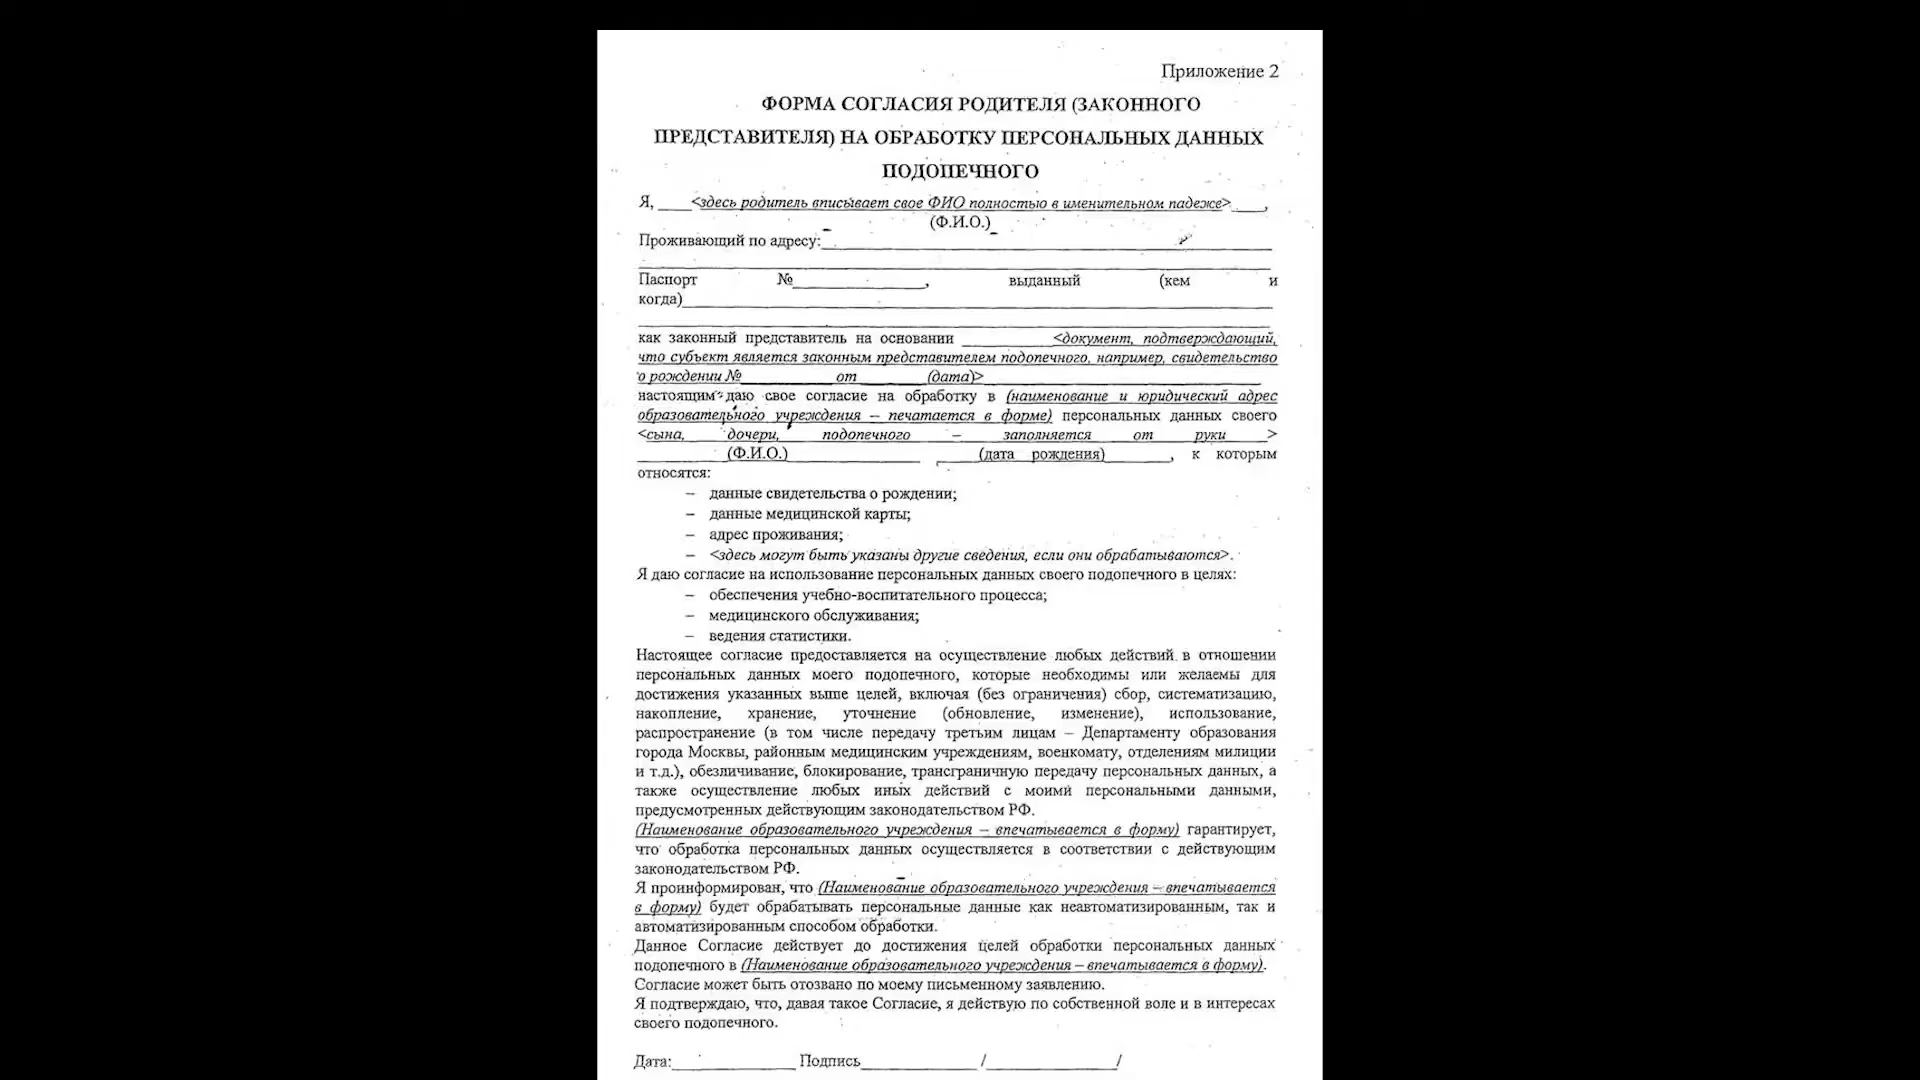 Приложение 2
ФОРМА СОГЛАСИЯ РОДИТЕЛЯ (ЗАКОННОГО
ПРЕДСТАВИТЕЛЯ) НА ОБРАБОТКУ ПЕРСОНАЛЬНЫХ ДАННЫХ
ПОДОПЕЧНОГО
Я, ____<здесь родитель вписывает свое ФИО полностью в именительном падеже>____,
(Ф.И.О.)
Проживающий по адресу:____________
Паспорт №____________, выданный (кем и
когда)____________
как законный представитель на основании __________<документ, подтверждающий,
что субъект является законным представителем подопечного, например, свидетельство
о рождении №__________ от ________(дата)>
настоящим даю свое согласие на обработку в (наименование и юридический адрес
образовательного учреждения – печатается в форме) персональных данных своего
<сына, дочери, подопечного – заполняется от руки >
__________(Ф.И.О.)____________ _____(дата рождения)________, к которым
относятся:
– данные свидетельства о рождении;
– данные медицинской карты;
– адрес проживания;
– <здесь могут быть указаны другие сведения, если они обрабатываются>.
Я даю согласие на использование персональных данных своего подопечного в целях:
– обеспечения учебно-воспитательного процесса;
– медицинского обслуживания;
– ведения статистики.
Настоящее согласие предоставляется на осуществление любых действий в отношении
персональных данных моего подопечного, которые необходимы или желаемы для
достижения указанных выше целей, включая (без ограничения) сбор, систематизацию,
накопление, хранение, уточнение (обновление, изменение), использование,
распространение (в том числе передачу третьим лицам – Департаменту образования
города Москвы, районным медицинским учреждениям, военкомату, отделениям милиции
и т.д.), обезличивание, блокирование, трансграничную передачу персональных данных, а
также осуществление любых иных действий с моими персональными данными,
предусмотренных действующим законодательством РФ.
(Наименование образовательного учреждения – впечатывается в форму) гарантирует,
что обработка персональных данных осуществляется в соответствии с действующим
законодательством РФ.
Я проинформирован, что (Наименование образовательного учреждения – впечатывается
в форму) будет обрабатывать персональные данные как неавтоматизированным, так и
автоматизированным способом обработки.
Данное Согласие действует до достижения целей обработки персональных данных
подопечного в (Наименование образовательного учреждения – впечатывается в форму).
Согласие может быть отозвано по моему письменному заявлению.
Я подтверждаю, что, давая такое Согласие, я действую по собственной воле и в интересах
своего подопечного.
Дата:____________ Подпись____________ /____________/